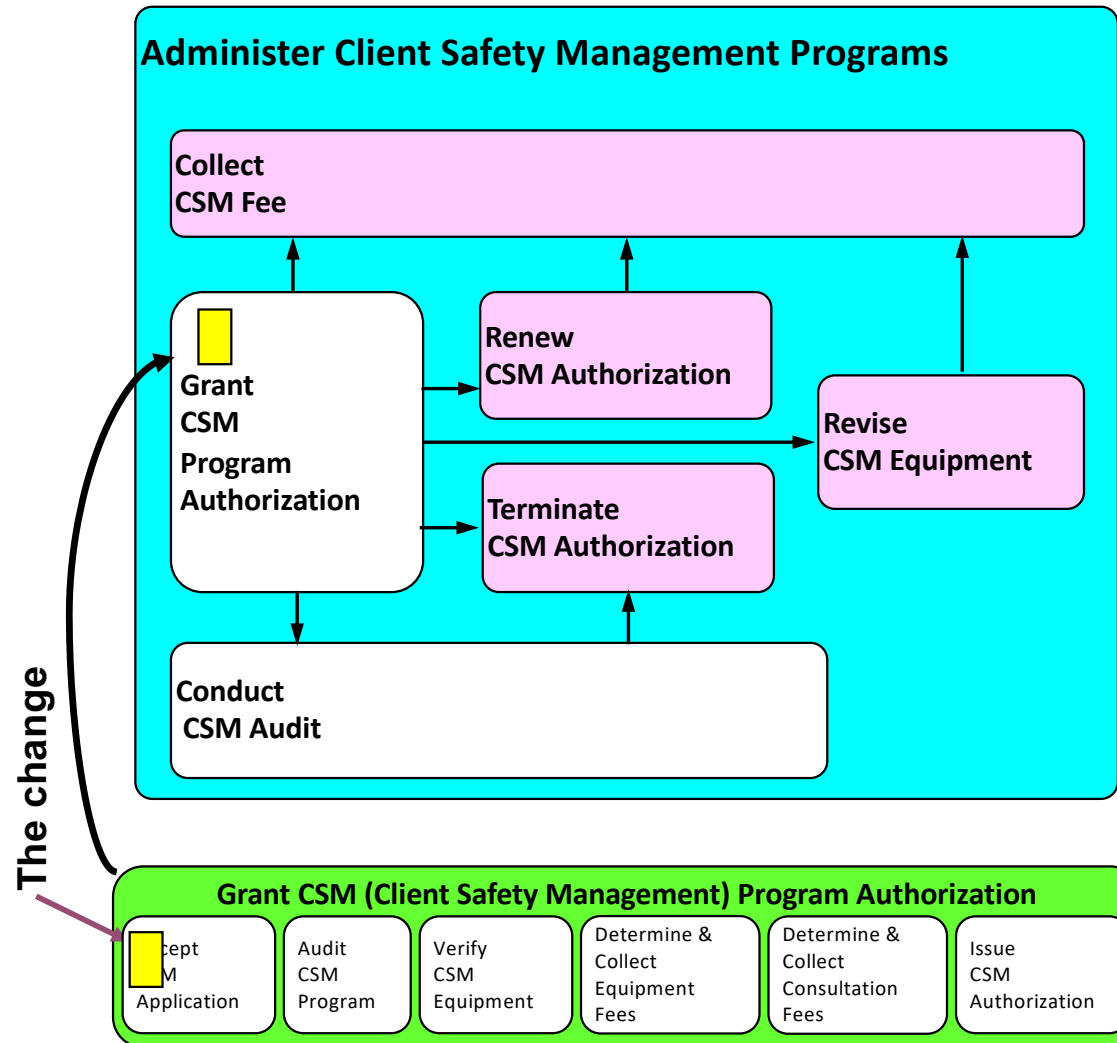 Administer Client Safety Management Programs
Collect
CSM Fee
Grant
CSM
Program
Authorization
Renew
CSM Authorization
Revise
CSM Equipment
Terminate
CSM Authorization
Conduct
CSM Audit
The change
Grant CSM (Client Safety Management) Program Authorization
cept
M
Application
Audit
CSM
Program
Verify
CSM
Equipment
Determine &
Collect
Equipment
Fees
Determine &
Collect
Consultation
Fees
Issue
CSM
Authorization